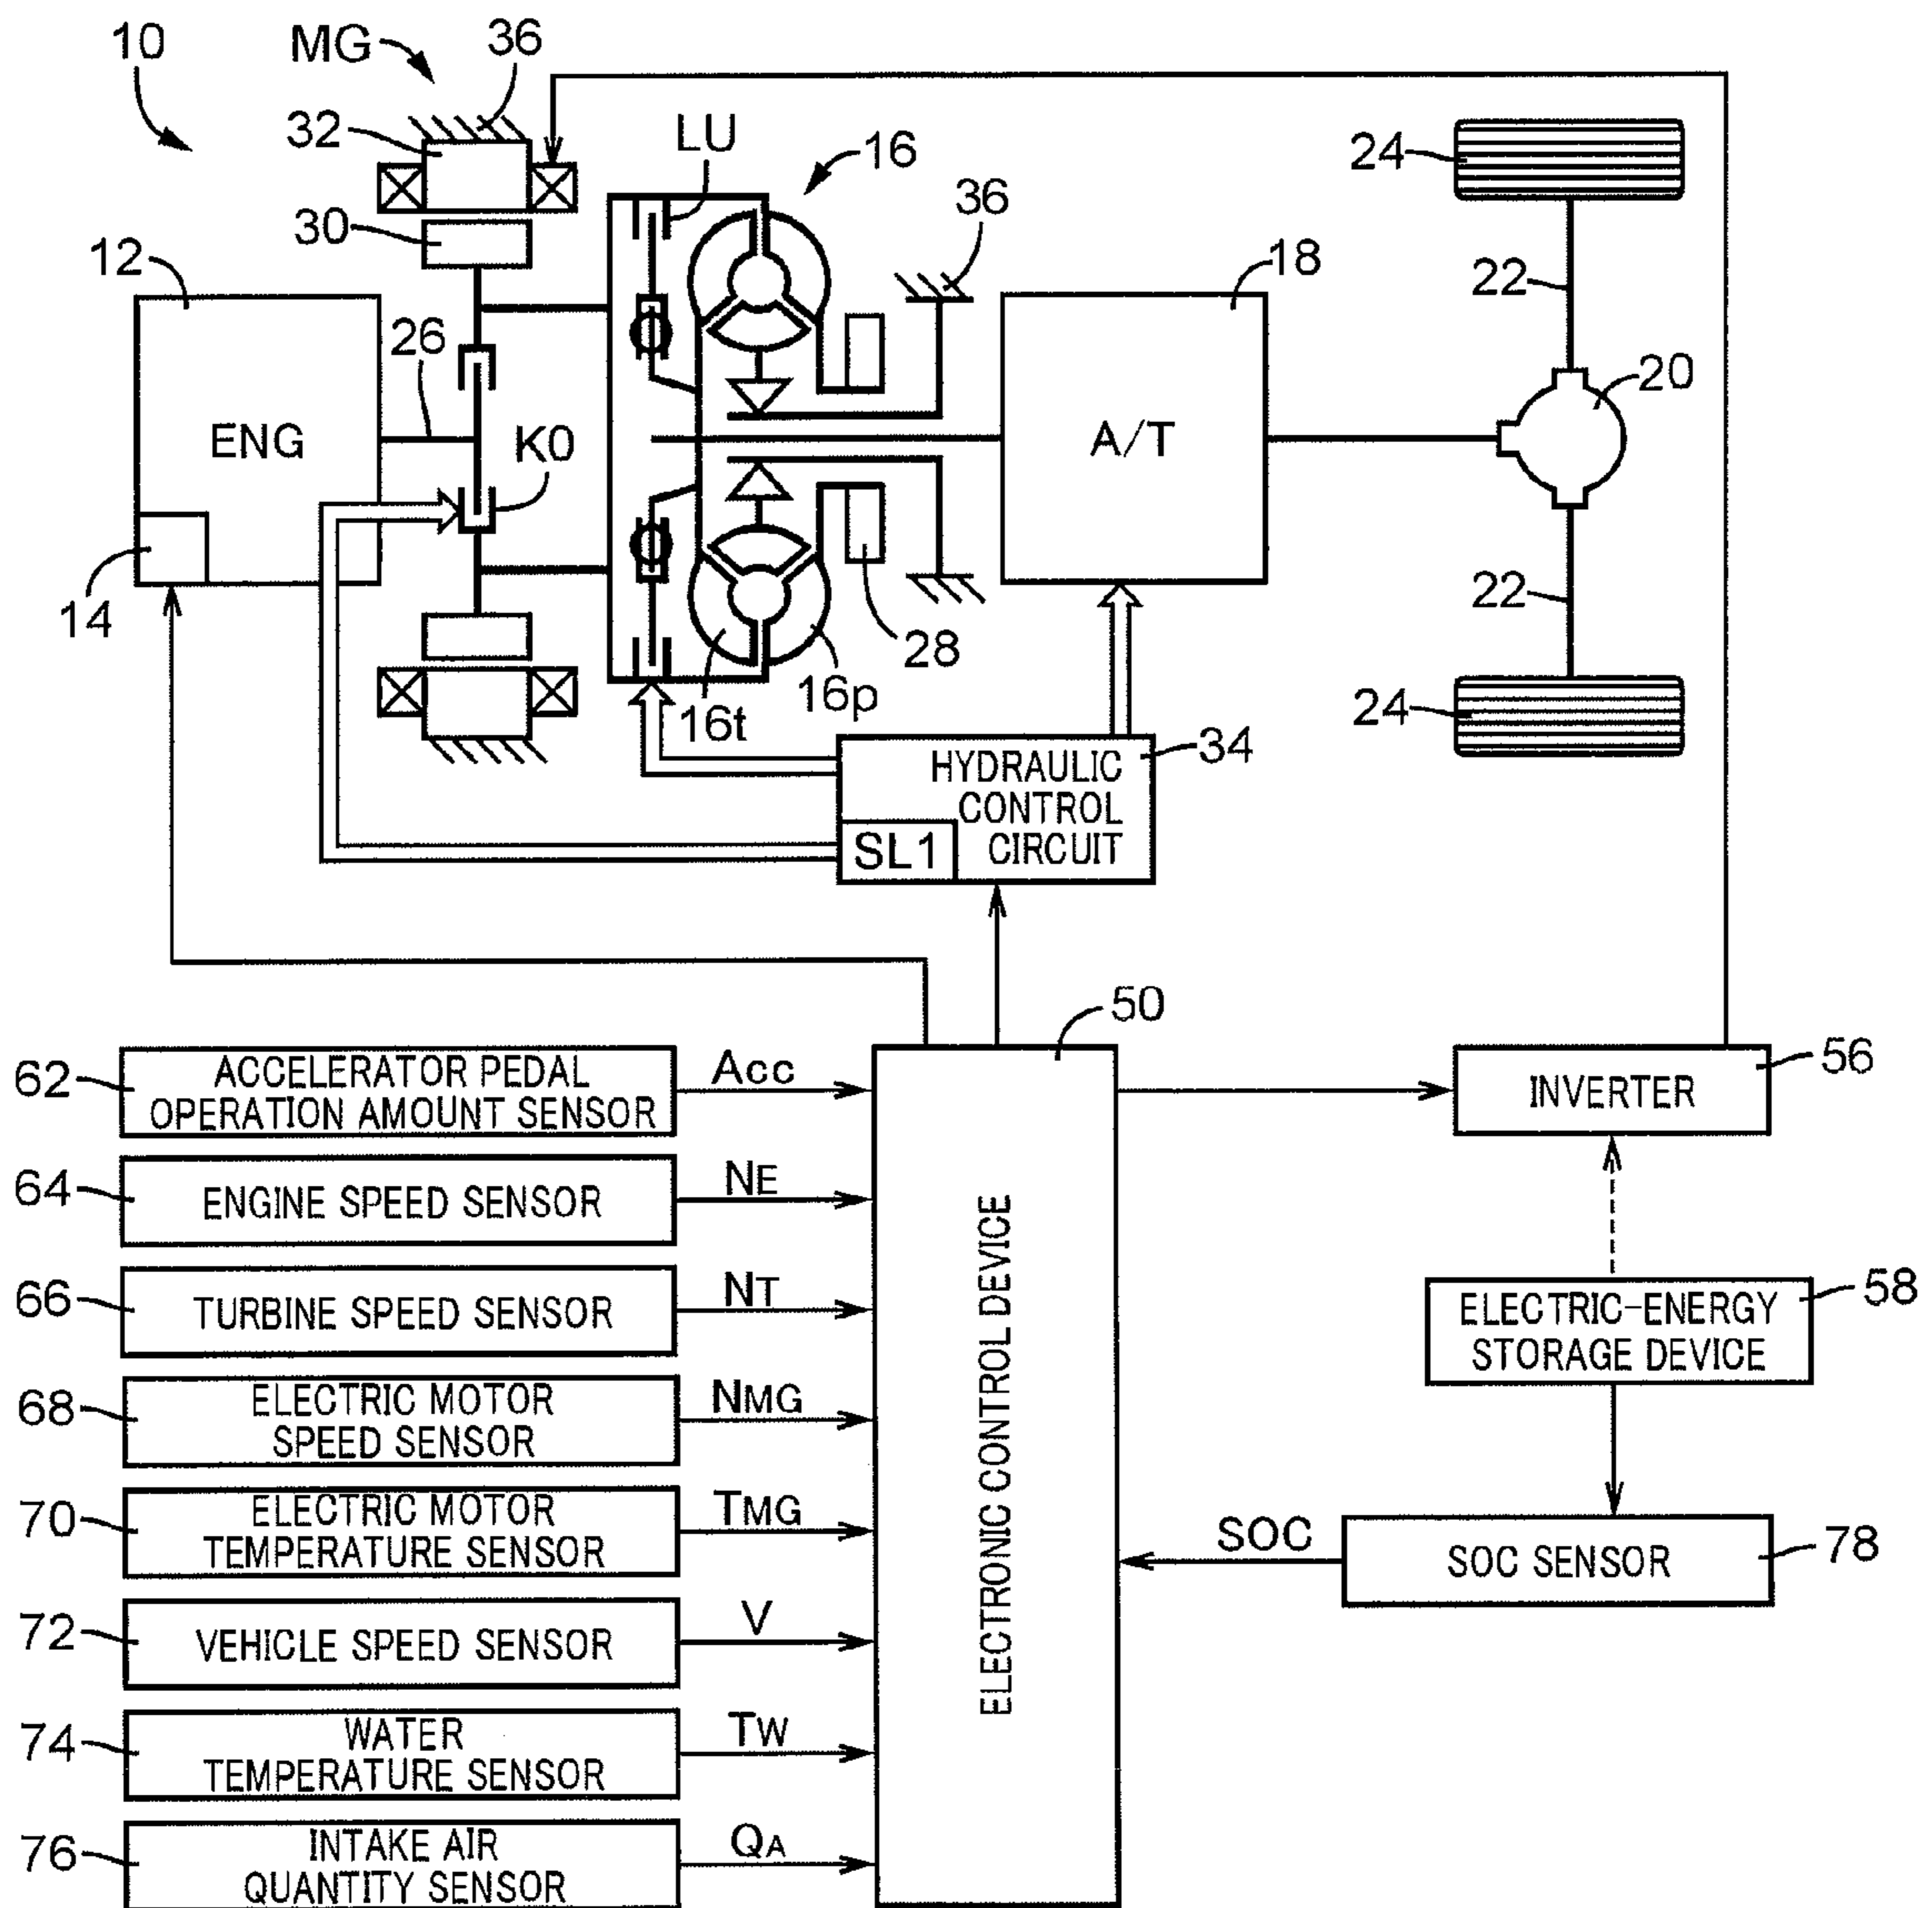 10
MG
36
32
LU
16
36
24
30
12
18
22
26
20
ENG
K0
A/T
14
28
22
16p
16t
24
34
HYDRAULIC
CONTROL
CIRCUIT
SL1
50
62
ACCELERATOR PEDAL
OPERATION AMOUNT SENSOR
ACC
INVERTER
56
64
ENGINE SPEED SENSOR
NE
66
TURBINE SPEED SENSOR
NT
ELECTRIC-ENERGY
STORAGE DEVICE
58
ELECTRONIC CONTROL DEVICE
68
ELECTRIC MOTOR
SPEED SENSOR
NMG
70
ELECTRIC MOTOR
TEMPERATURE SENSOR
TMG
SOC
SOC SENSOR
78
72
VEHICLE SPEED SENSOR
V
74
WATER
TEMPERATURE SENSOR
TW
76
INTAKE AIR
QUANTITY SENSOR
QA